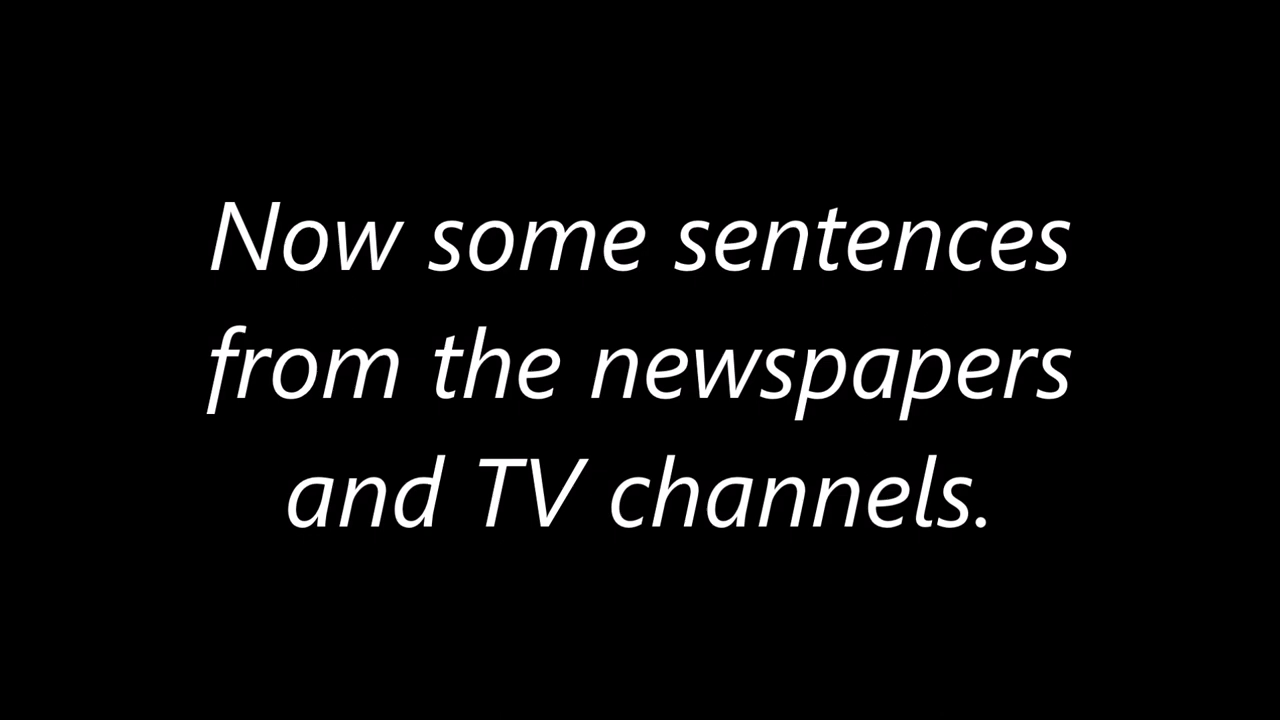 Now some sentences
from the newspapers
and TV channels.